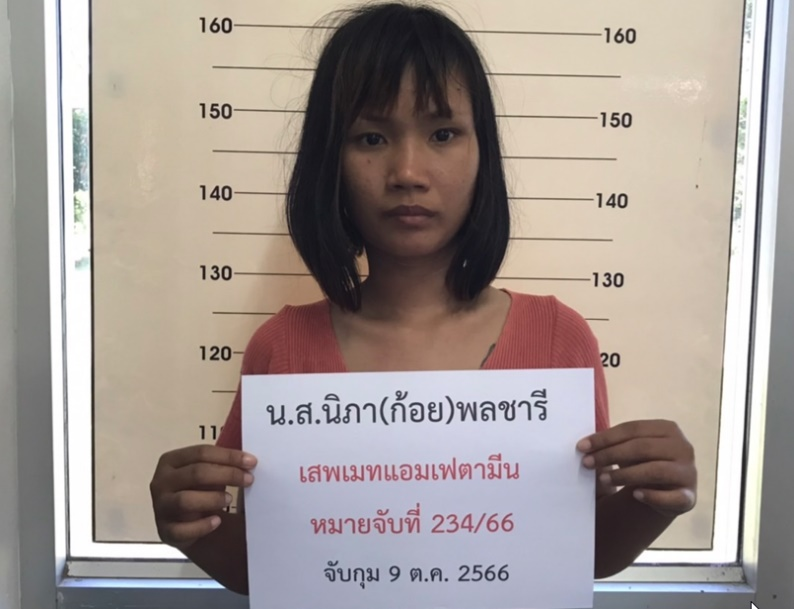 160 160
150 150
140 140
130 130
120 20
11
น.ส.นิภา(ก้อย)พลชารี
เสพเมทแอมเฟตามีน
หมายจับที่ 234/66
จับกุม 9 ต.ค. 2566